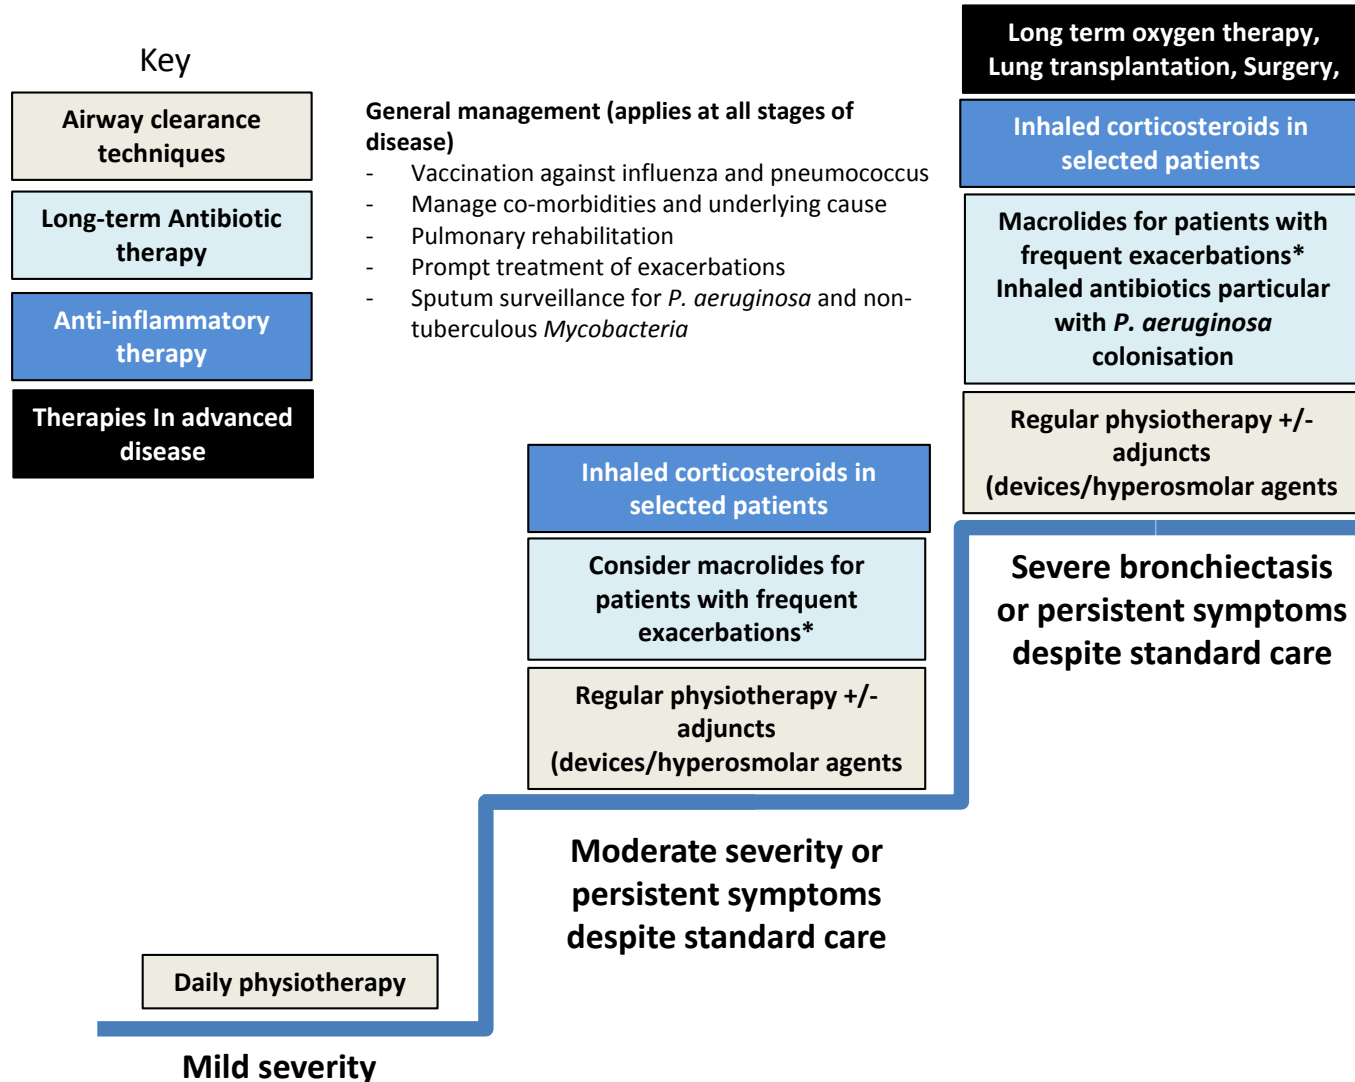 Key
Airway clearance
techniques
Long-term Antibiotic
therapy
Anti-inflammatory
therapy
Therapies In advanced
disease
General management (applies at all stages of
disease)
- Vaccination against influenza and pneumococcus
- Manage co-morbidities and underlying cause
- Pulmonary rehabilitation
- Prompt treatment of exacerbations
- Sputum surveillance for P. aeruginosa and non-
tuberculous Mycobacteria
Long term oxygen therapy,
Lung transplantation, Surgery,
Inhaled corticosteroids in
selected patients
Macrolides for patients with
frequent exacerbations*
Inhaled antibiotics particular
with P. aeruginosa
colonisation
Regular physiotherapy +/-
adjuncts
(devices/hyperosmolar agents
Severe bronchiectasis
or persistent symptoms
despite standard care
Inhaled corticosteroids in
selected patients
Consider macrolides for
patients with frequent
exacerbations*
Regular physiotherapy +/-
adjuncts
(devices/hyperosmolar agents
Moderate severity or
persistent symptoms
despite standard care
Daily physiotherapy
Mild severity